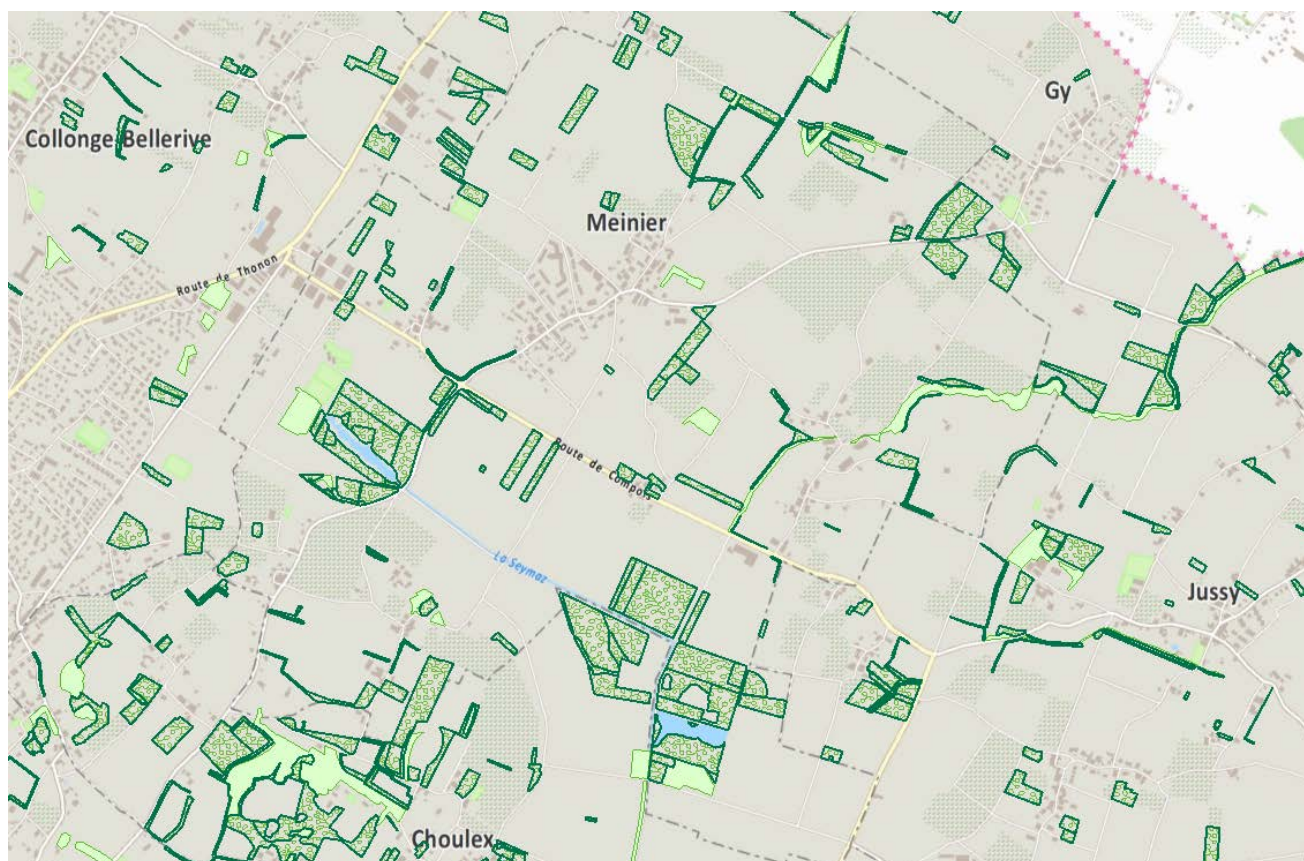 Gy
Collonge Bellerive
Meinier
Route de Thonon
Route de Compois
La Seymaz
Jussy
Choulex